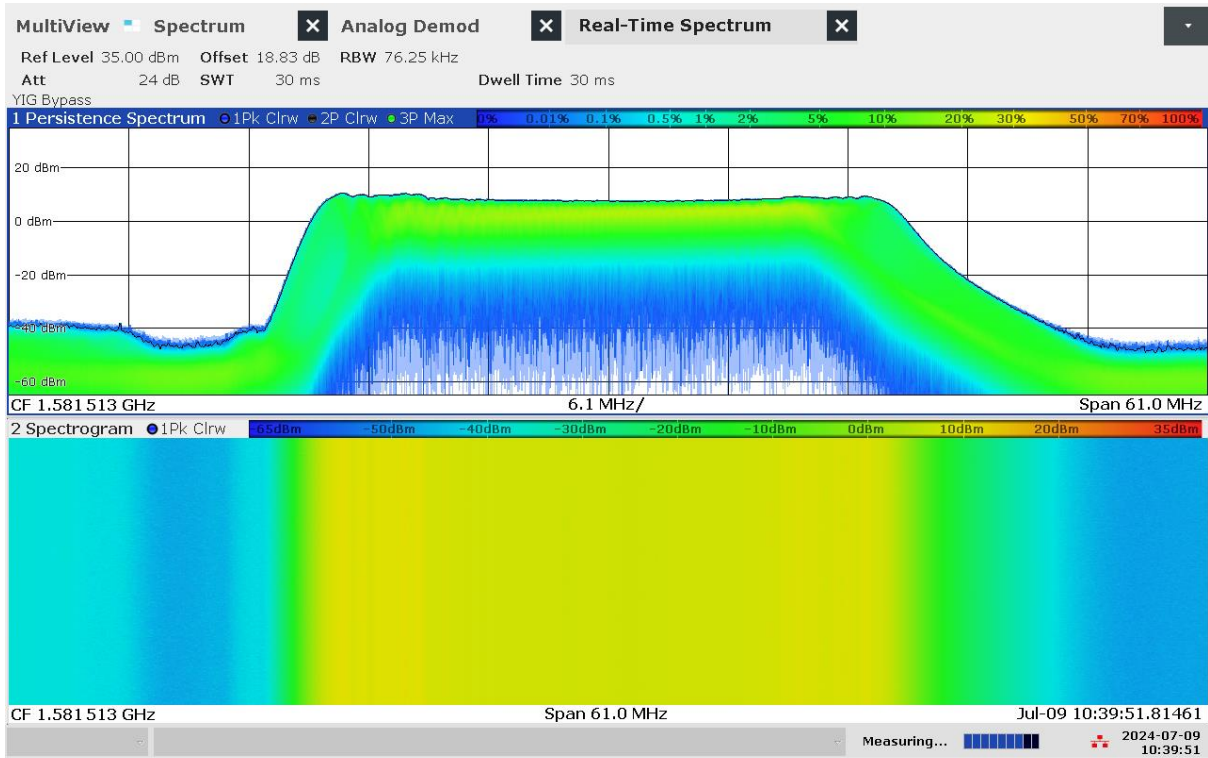 MultiView Spectrum X Analog Demod X Real-Time Spectrum X
Ref Level 35.00 dBm Offset 18.83 dB RBW 76.25 kHz
Att 24 dB SWT 30 ms Dwell Time 30 ms
YIG Bypass
1 Persistence Spectrum 1Pk Clrw 2P Clrw 3P Max 0% 0.01% 0.1% 0.5% 1% 2% 5% 10% 20% 30% 50% 70% 100%
20 dBm
0 dBm
-20 dBm
-40 dBm
-60 dBm
CF 1.581513 GHz 6.1 MHz/ Span 61.0 MHz
2 Spectrogram 1Pk Clrw -65dBm -50dBm -40dBm -30dBm -20dBm -10dBm 0dBm 10dBm 20dBm 35dBm
CF 1.581513 GHz Span 61.0 MHz Jul-09 10:39:51.81461
Measuring... 2024-07-09
10:39:51